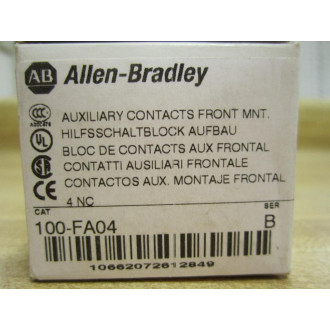 AB Allen-Bradley
AUXILIARY CONTACTS FRONT MNT.
HILFSSCHALTBLOCK AUFBAU
BLOC DE CONTACTS AUX FRONTAL
CONTATTI AUSILIARI FRONTALE
CONTACTOS AUX. MONTAJE FRONTAL
4 NC
CAT SER
100-FA04 B
10662072612849